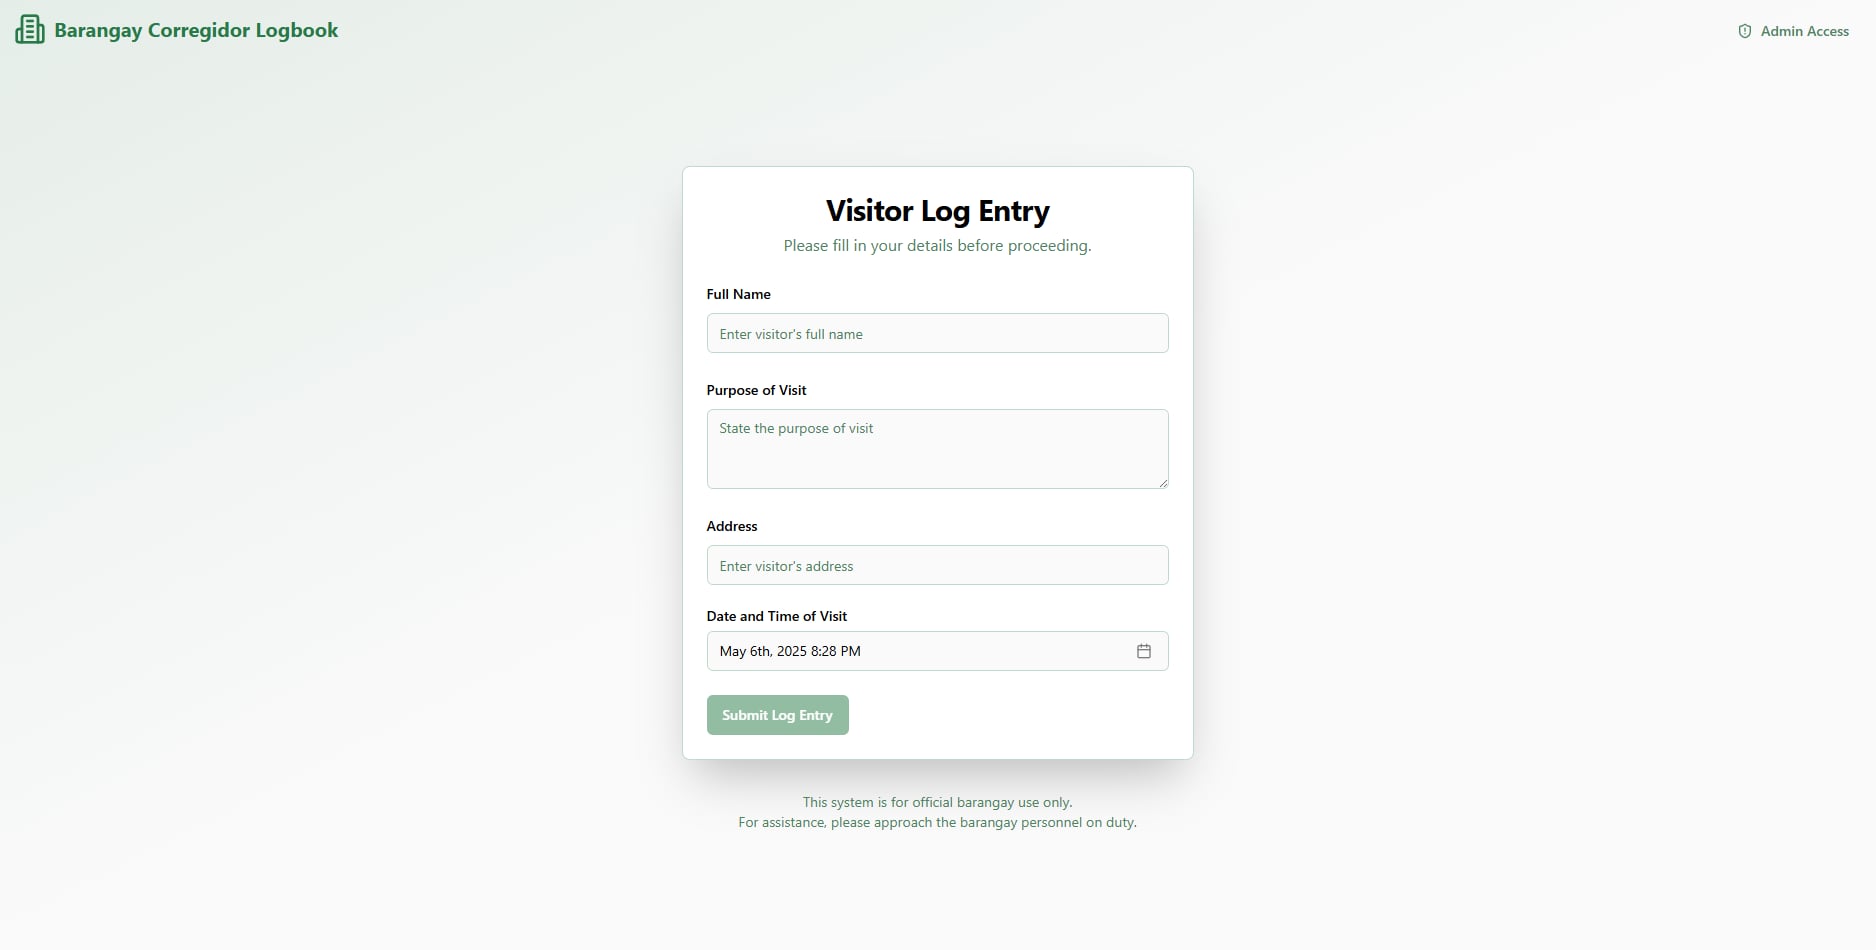 Barangay Corregidor Logbook
Admin Access
Visitor Log Entry
Please fill in your details before proceeding.
Full Name
Enter visitor's full name
Purpose of Visit
State the purpose of visit
Address
Enter visitor's address
Date and Time of Visit
May 6th, 2025 8:28 PM
Submit Log Entry
This system is for official barangay use only.
For assistance, please approach the barangay personnel on duty.